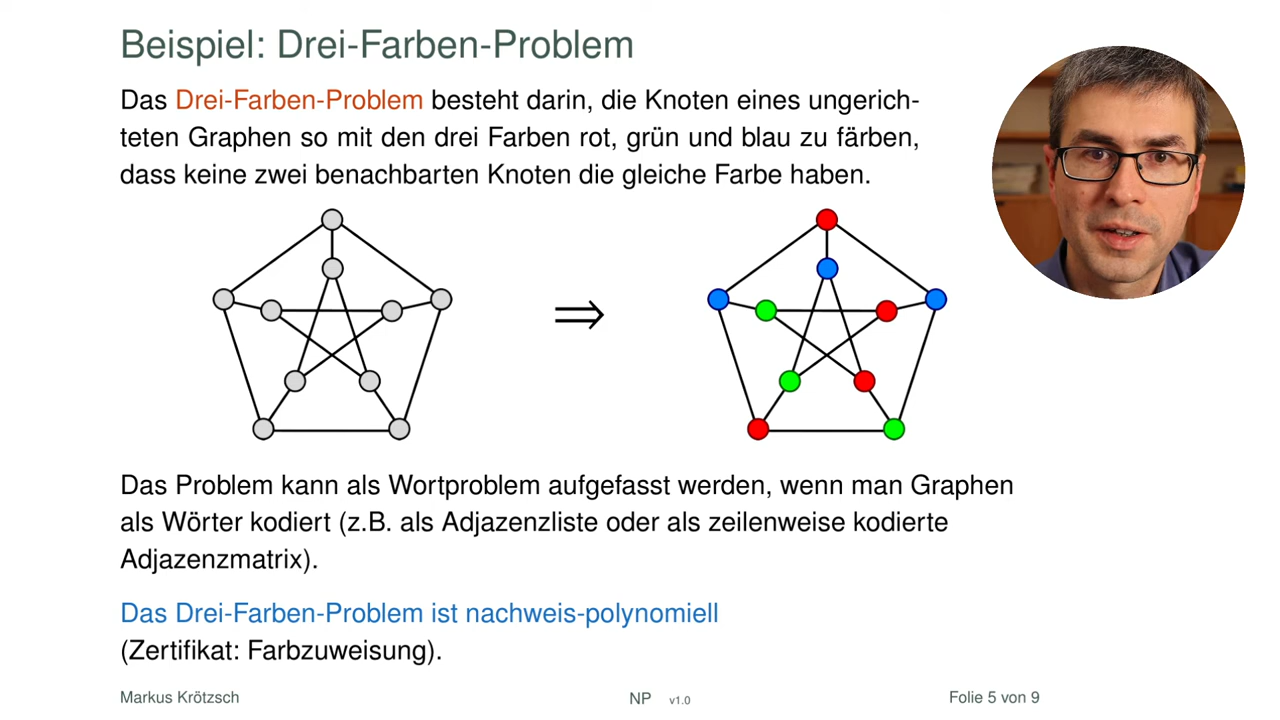 Beispiel: Drei-Farben-Problem
Das Drei-Farben-Problem besteht darin, die Knoten eines ungerich-
teten Graphen so mit den drei Farben rot, grün und blau zu färben,
dass keine zwei benachbarten Knoten die gleiche Farbe haben.
⇒
Das Problem kann als Wortproblem aufgefasst werden, wenn man Graphen
als Wörter kodiert (z.B. als Adjazenzliste oder als zeilenweise kodierte
Adjazenzmatrix).
Das Drei-Farben-Problem ist nachweis-polynomiell
(Zertifikat: Farbzuweisung).
Markus Krötzsch NP v1.0 Folie 5 von 9